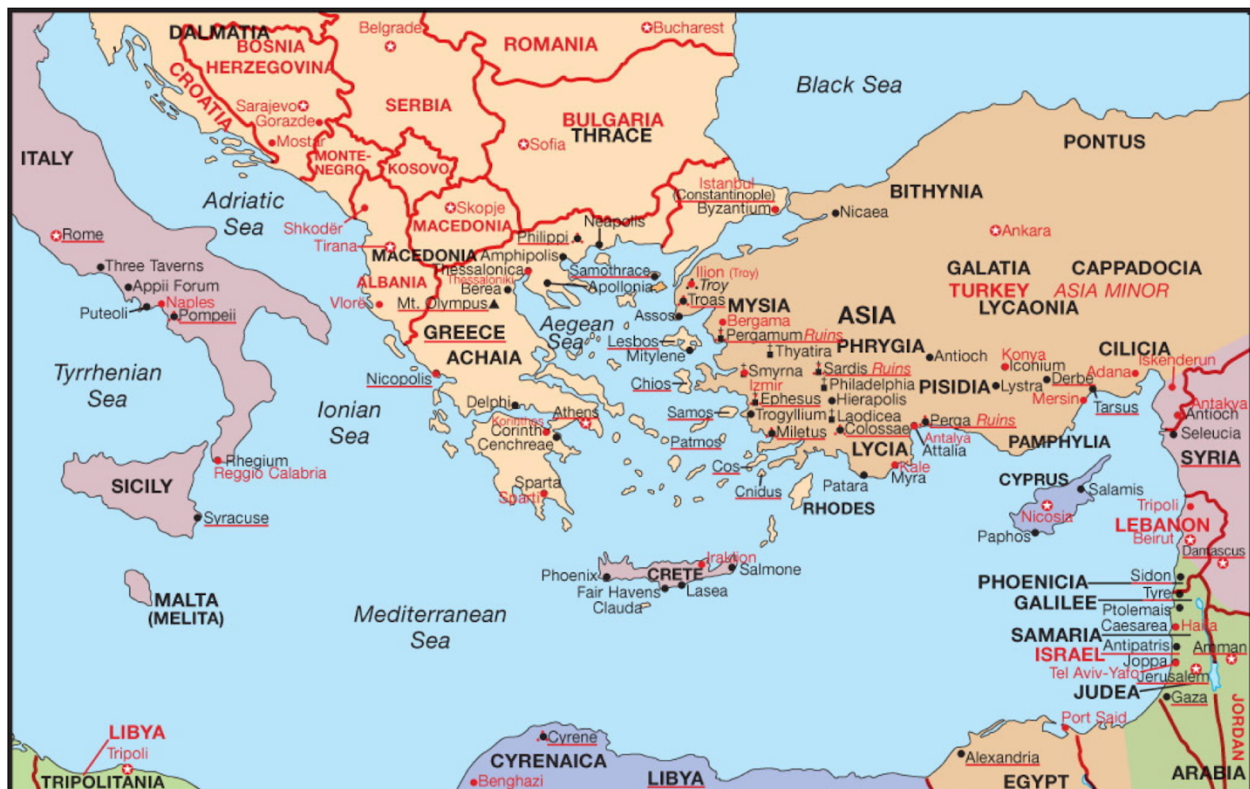 DALMATIA
BOSNIA
HERZEGOVINA
CROATIA
Belgrade
ROMANIA
Bucharest
Black Sea
Sarajevo
Gorazde
Mostar
SERBIA
BULGARIA
THRACE
Sofia
MONTE-
NEGRO
KOSOVO
ITALY
Adriatic
Sea
Shkodër
Tirana
Skopje
MACEDONIA
Istanbul
(Constantinople)
Byzantium
PONTUS
BITHYNIA
Nicaea
Ankara
Rome
Three Taverns
Appii Forum
Puteoli
Naples
Pompeii
MACEDONIA
Philippi
Neapolis
Amphipolis
Thessalonica
Thessaloniki
Berea
Apollonia
Samothrace
ALBANIA
Vlorë
Mt. Olympus
GREECE
ACHAIA
Aegean
Sea
Ilion (Troy)
Troy
Troas
Assos
MYSIA
Bergama
Pergamum Ruins
ASIA
GALATIA
TURKEY
CAPPADOCIA
ASIA MINOR
LYCAONIA
Lesbos
Mitylene
Thyatira
PHRYGIA
Antioch
Konya
Iconium
CILICIA
Adana
Iskenderun
Tyrrhenian
Sea
Ionian
Sea
Nicopolis
Chios
Smyrna
Izmir
Sardis Ruins
Philadelphia
PISIDIA
Lystra
Derbe
Mersin
Tarsus
Antakya
Antioch
Delphi
Athens
Korinthos
Corinth
Cenchreae
Samos
Ephesus
Trogyllium
Hierapolis
Laodicea
Colossae
Perga Ruins
Antalya
Attalia
Seleucia
Patmos
Miletus
PAMPHYLIA
SYRIA
Rhegium
Reggio Calabria
SICILY
Syracuse
Sparta
Sparti
Cos
Cnidus
LYCIA
Kale
Myra
Patara
RHODES
CYPRUS
Salamis
Nicosia
Paphos
Tripoli
LEBANON
Beirut
Damascus
MALTA
(MELITA)
Mediterranean
Sea
Phoenix
CRETE
Iraklion
Salmone
Fair Havens
Lasea
Clauda
PHOENICIA
Sidon
GALILEE
Tyre
Ptolemais
Caesarea
Haifa
SAMARIA
ISRAEL
Antipatris
Amman
Joppa
Tel Aviv-Yafo
Jerusalem
JUDEA
Gaza
JORDAN
Port Said
LIBYA
Tripoli
TRIPOLITANIA
Cyrene
CYRENAICA
Benghazi
LIBYA
Alexandria
EGYPT
ARABIA